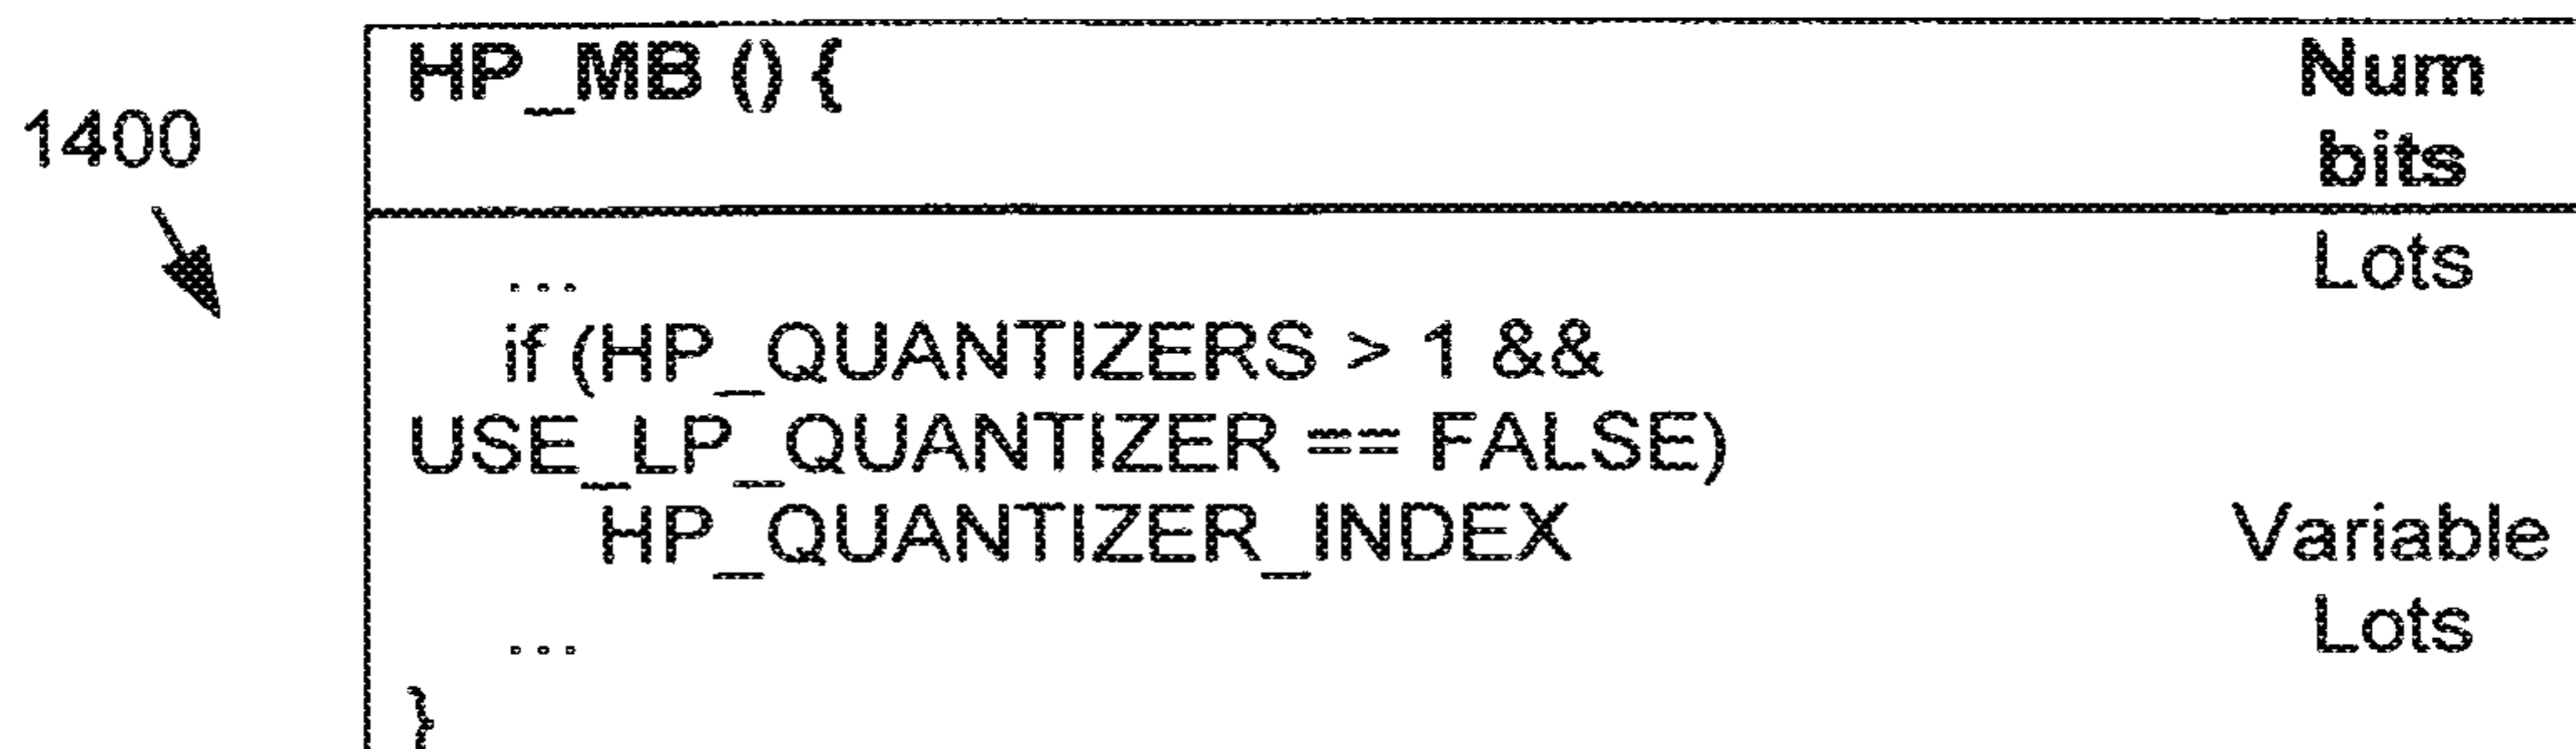 HP_MB () { Num
bits
1400
... Lots
if (HP_QUANTIZERS > 1 &&
USE_LP_QUANTIZER == FALSE)
HP_QUANTIZER_INDEX Variable
... Lots
}